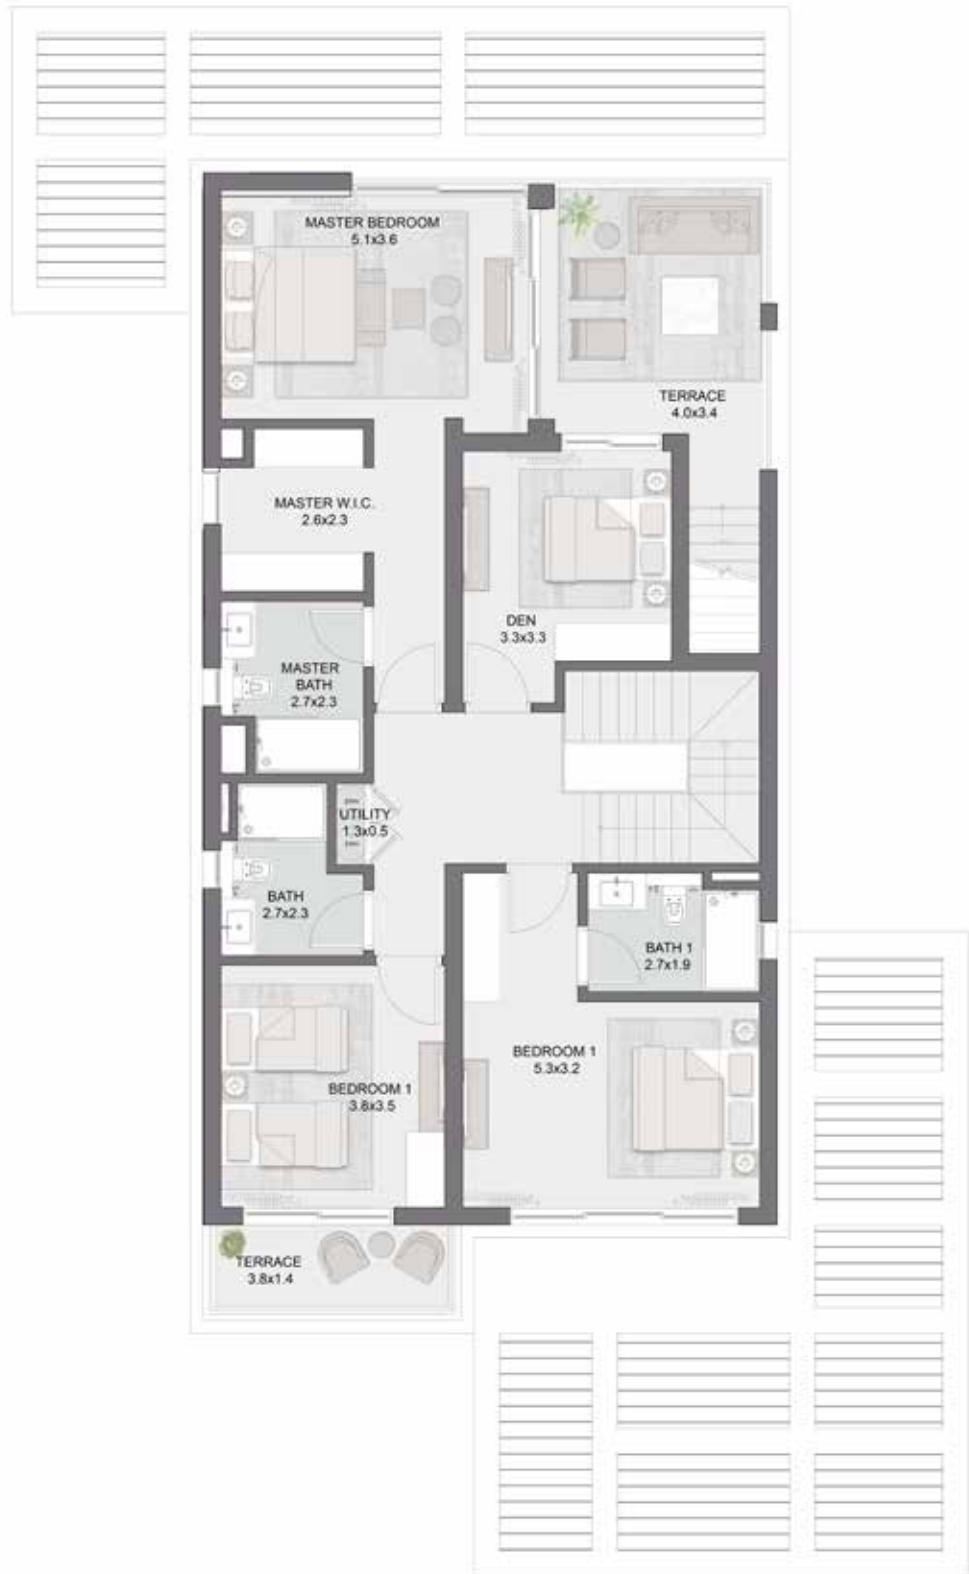 MASTER BEDROOM
5.1x3.6
TERRACE
4.0x3.4
MASTER W.I.C.
2.6x2.3
DEN
3.3x3.3
MASTER
BATH
2.7x2.3
UTILITY
1.3x0.5
BATH
2.7x2.3
BATH 1
2.7x1.9
BEDROOM 1
5.3x3.2
BEDROOM 1
3.8x3.5
TERRACE
3.8x1.4